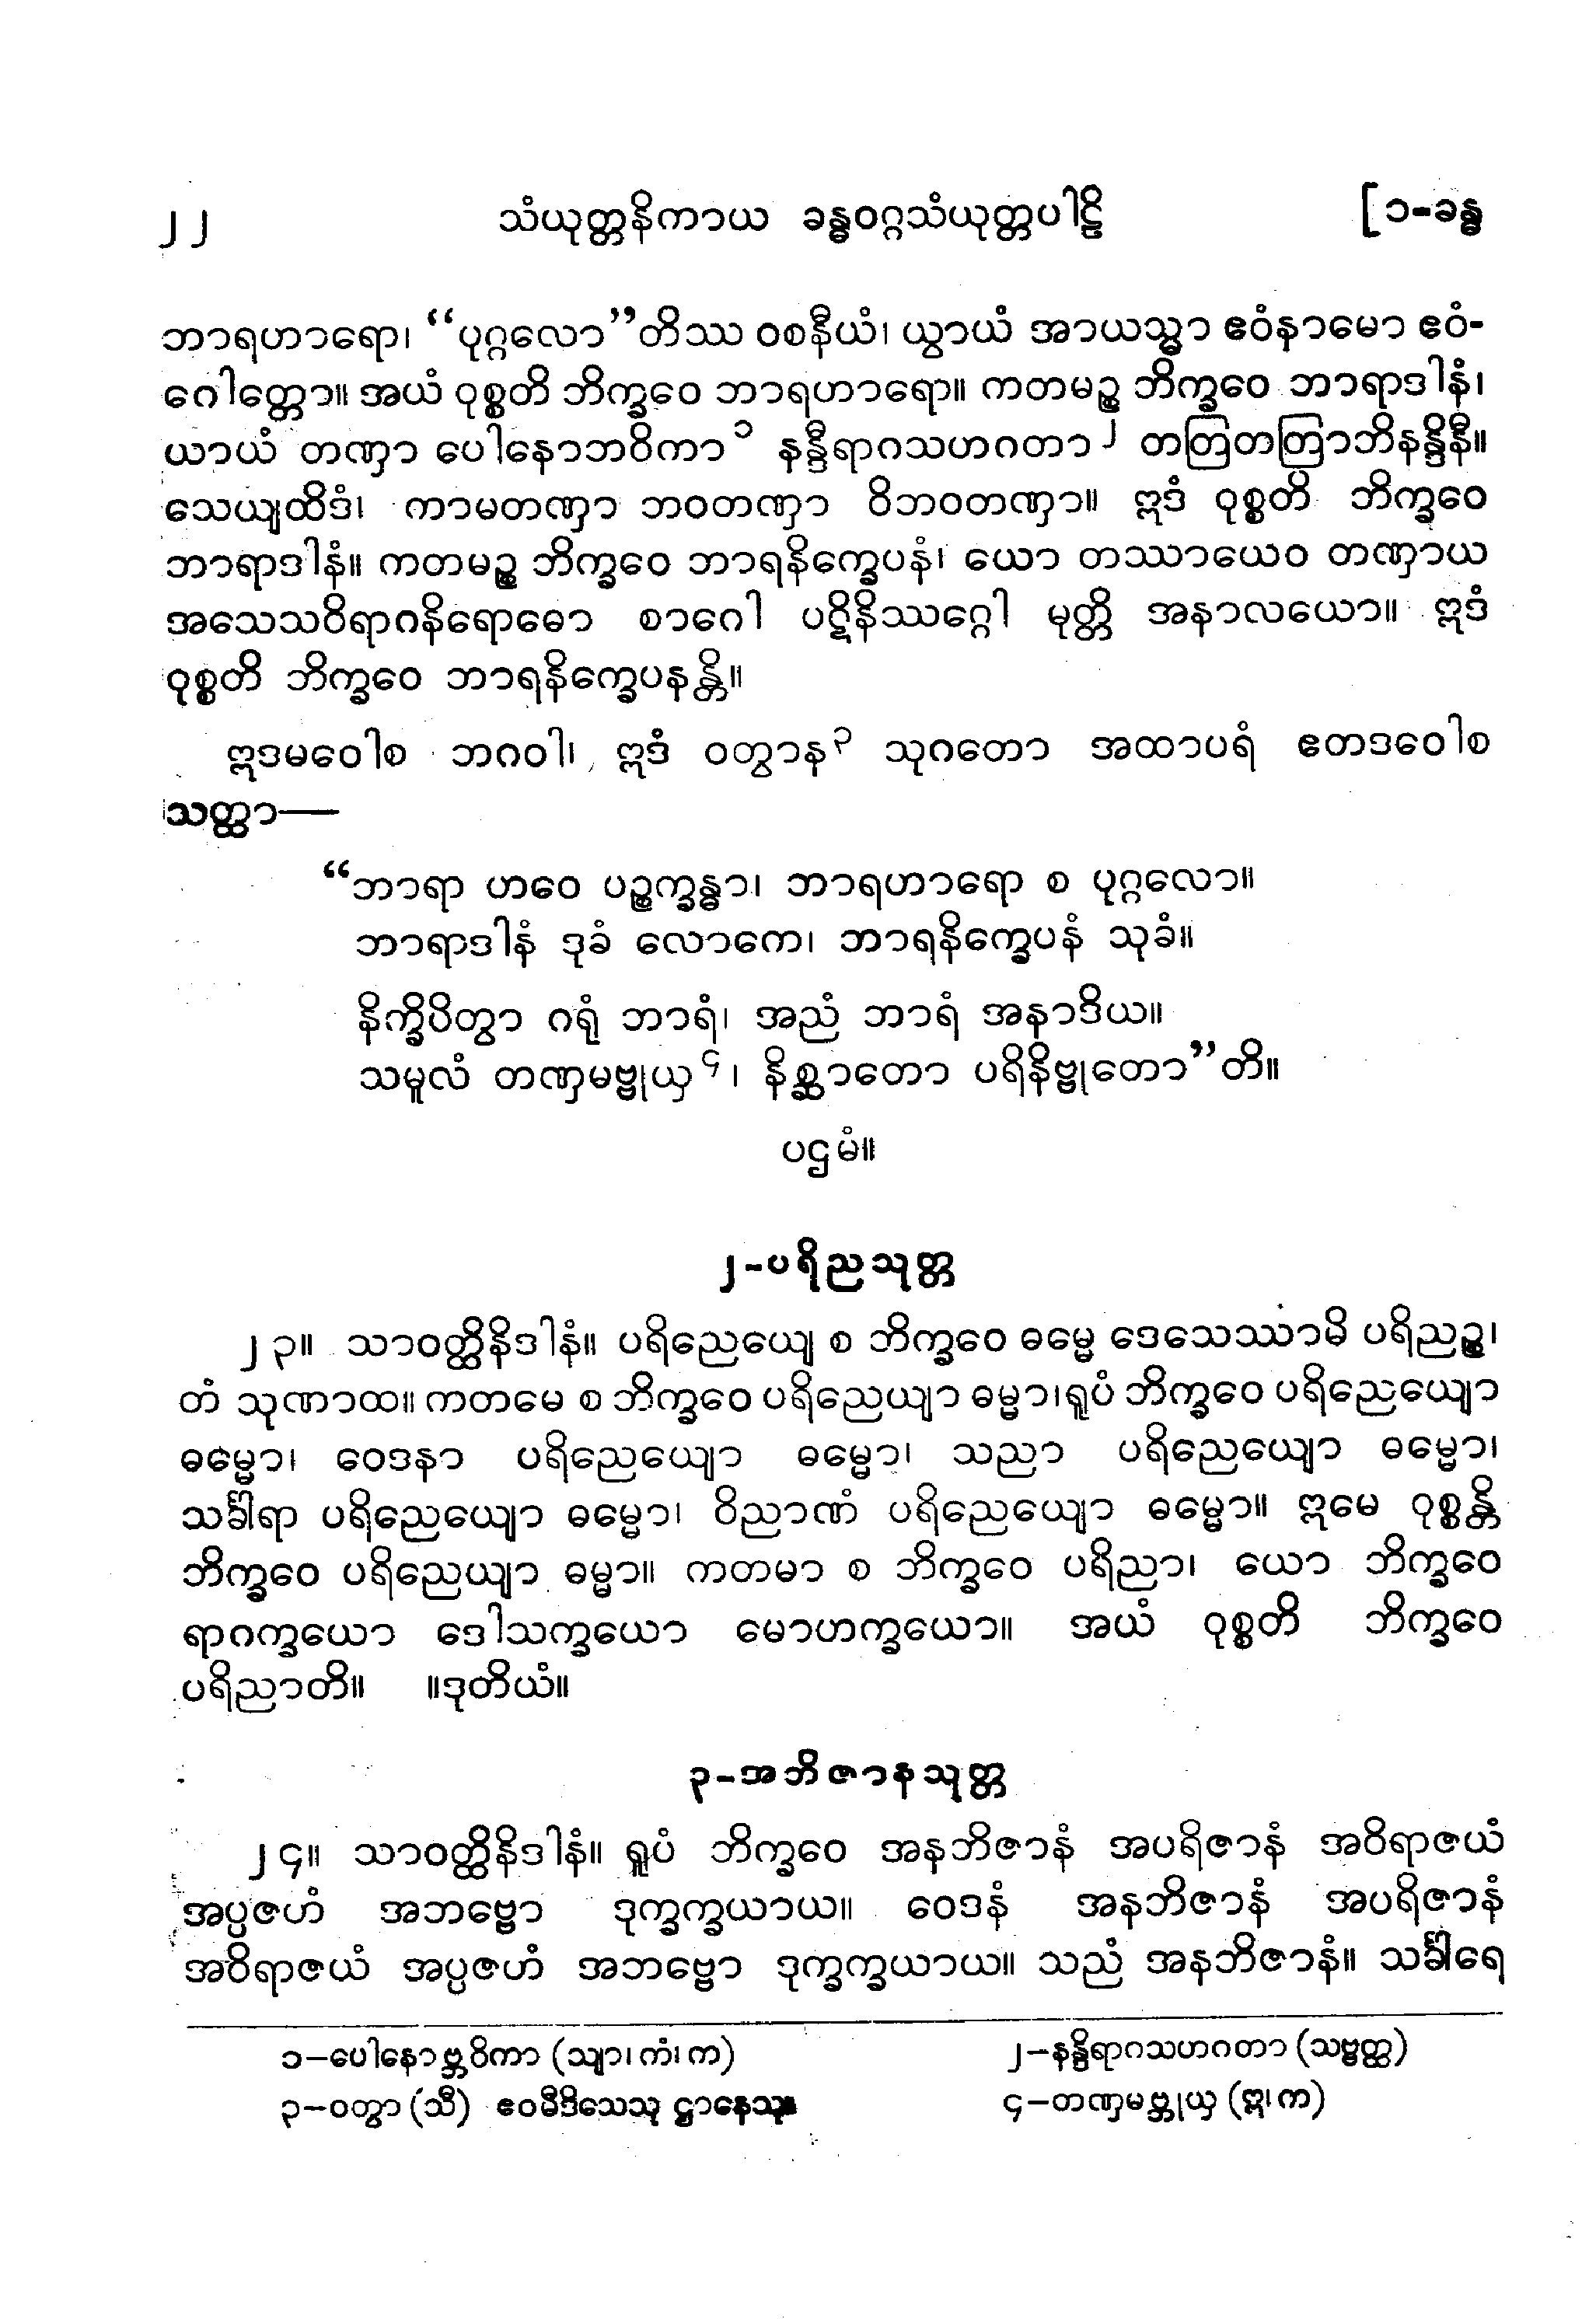 ၂၂ သံယုတ္တနိကာယ ခန္ဓဝဂ္ဂသံယုတ္တပါဠိ [၁-ခန္ဓ
ဘာရဟာရော၊ “ပုဂ္ဂလော”တိဿ ဝစနီယံ၊ ယွာယံ အာယသ္မာ ဧဝံနာမော ဧဝံ-
ဂေါတ္တော။ အယံ ဝုစ္စတိ ဘိက္ခဝေ ဘာရဟာရော။ ကတမဉ္စ ဘိက္ခဝေ ဘာရာဒါနံ၊
ယာယံ တဏှာ ပေါနောဘဝိကာ၁ နန္ဒီရာဂသဟဂတာ၂ တတြတတြာဘိနန္ဒိနီ။
သေယျထိဒံ၊ ကာမတဏှာ ဘဝတဏှာ ဝိဘဝတဏှာ။ ဣဒံ ဝုစ္စတိ ဘိက္ခဝေ
ဘာရာဒါနံ။ ကတမဉ္စ ဘိက္ခဝေ ဘာရနိက္ခေပနံ၊ ယော တဿာယေဝ တဏှာယ
အသေသဝိရာဂနိရောဓော စာဂေါ ပဋိနိဿဂ္ဂေါ မုတ္တိ အနာလယော။ ဣဒံ
ဝုစ္စတိ ဘိက္ခဝေ ဘာရနိက္ခေပနန္တိ။
ဣဒမဝေါစ ဘဂဝါ၊ ဣဒံ ဝတွာန၃ သုဂတော အထာပရံ ဧတဒဝေါစ
သတ္ထာ—
“ဘာရာ ဟဝေ ပဉ္စက္ခန္ဓာ၊ ဘာရဟာရော စ ပုဂ္ဂလော။
ဘာရာဒါနံ ဒုခံ လောကေ၊ ဘာရနိက္ခေပနံ သုခံ။
နိက္ခိပိတွာ ဂရုံ ဘာရံ၊ အညံ ဘာရံ အနာဒိယ။
သမူလံ တဏှမဗ္ဗုယှ၄၊ နိစ္ဆာတော ပရိနိဗ္ဗုတော”တိ။
ပဌမံ။
၂-ပရိညသုတ္တ
၂၃။ သာဝတ္ထိနိဒါနံ။ ပရိညေယျေ စ ဘိက္ခဝေ ဓမ္မေ ဒေသေဿာမိ ပရိညဉ္စ၊
တံ သုဏာထ။ ကတမေ စ ဘိက္ခဝေ ပရိညေယျာ ဓမ္မာ၊ ရူပံ ဘိက္ခဝေ ပရိညေယျော
ဓမ္မော၊ ဝေဒနာ ပရိညေယျော ဓမ္မော၊ သညာ ပရိညေယျော ဓမ္မော၊
သင်္ခါရာ ပရိညေယျော ဓမ္မော၊ ဝိညာဏံ ပရိညေယျော ဓမ္မော။ ဣမေ ဝုစ္စန္တိ
ဘိက္ခဝေ ပရိညေယျာ ဓမ္မာ။ ကတမာ စ ဘိက္ခဝေ ပရိညာ၊ ယော ဘိက္ခဝေ
ရာဂက္ခယော ဒေါသက္ခယော မောဟက္ခယော။ အယံ ဝုစ္စတိ ဘိက္ခဝေ
ပရိညာတိ။ ။ဒုတိယံ။
၃-အဘိဇာနသုတ္တ
၂၄။ သာဝတ္ထိနိဒါနံ။ ရူပံ ဘိက္ခဝေ အနဘိဇာနံ အပရိဇာနံ အဝိရာဇယံ
အပ္ပဇဟံ အဘဗ္ဗော ဒုက္ခက္ခယာယ။ ဝေဒနံ အနဘိဇာနံ အပရိဇာနံ
အဝိရာဇယံ အပ္ပဇဟံ အဘဗ္ဗော ဒုက္ခက္ခယာယ။ သညံ အနဘိဇာနံ။ သင်္ခါရေ
၁-ပေါနောဗ္ဘဝိကာ (သျာ၊ ကံ၊ က) ၂-နန္ဒိရာဂသဟဂတာ (သဗ္ဗတ္ထ)
၃-ဝတွာ (သီ) ဧဝမီဒိသေသု ဌာနေသု။ ၄-တဏှမဗ္ဘုယှ (ဣ၊ က)